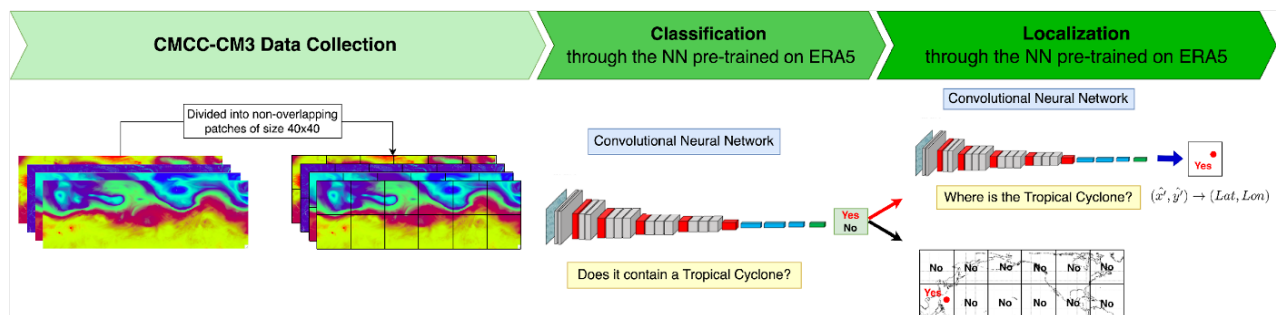 CMCC-CM3 Data Collection
Classification
through the NN pre-trained on ERA5
Localization
through the NN pre-trained on ERA5
Divided into non-overlapping
patches of size 40x40
Convolutional Neural Network
Yes
No
Does it contain a Tropical Cyclone?
Convolutional Neural Network
Yes
Where is the Tropical Cyclone?
(x̂′, ŷ′) → (Lat, Lon)
No No No No No No
Yes No No No No No